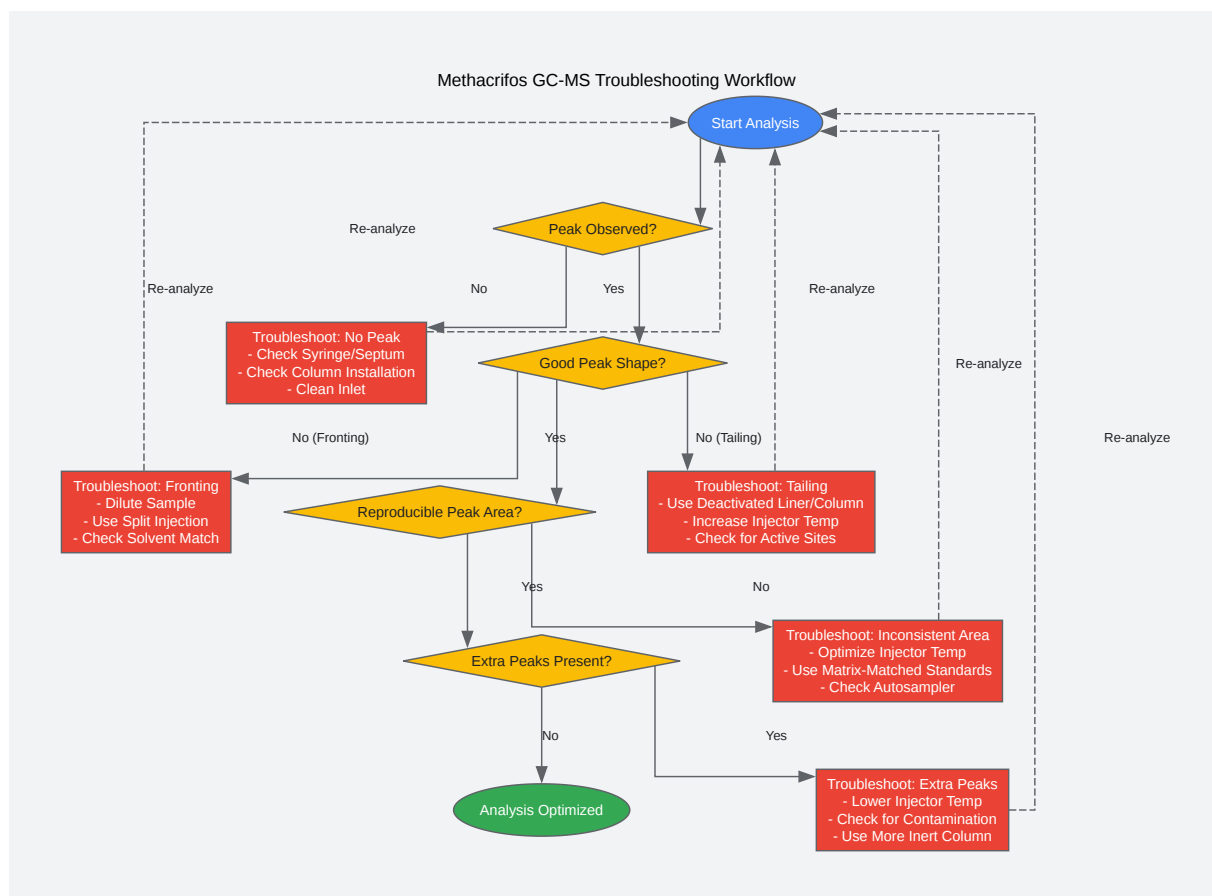 Methacrifos GC-MS Troubleshooting Workflow
Start Analysis
Peak Observed?
Re-analyze
Re-analyze
No
Yes
Re-analyze
Troubleshoot: No Peak
- Check Syringe/Septum
- Check Column Installation
- Clean Inlet
Good Peak Shape?
Re-analyze
No (Fronting)
Yes
No (Tailing)
Re-analyze
Troubleshoot: Fronting
- Dilute Sample
- Use Split Injection
- Check Solvent Match
Reproducible Peak Area?
Troubleshoot: Tailing
- Use Deactivated Liner/Column
- Increase Injector Temp
- Check for Active Sites
Yes
No
Troubleshoot: Inconsistent Area
- Optimize Injector Temp
- Use Matrix-Matched Standards
- Check Autosampler
Extra Peaks Present?
No
Yes
Analysis Optimized
Troubleshoot: Extra Peaks
- Lower Injector Temp
- Check for Contamination
- Use More Inert Column